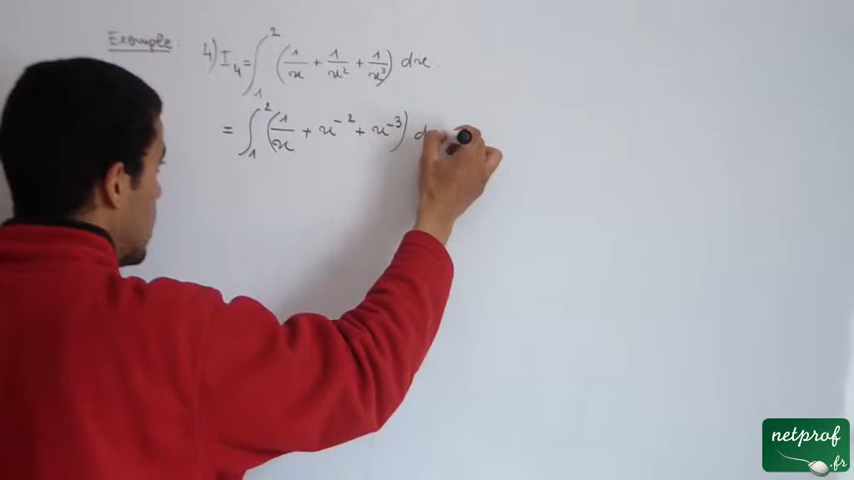 Exemple: 4) I₄ = ∫₁² (1/x + 1/x² + 1/x³) dx
= ∫₁² (1/x + x⁻² + x⁻³) d
netprof
.fr